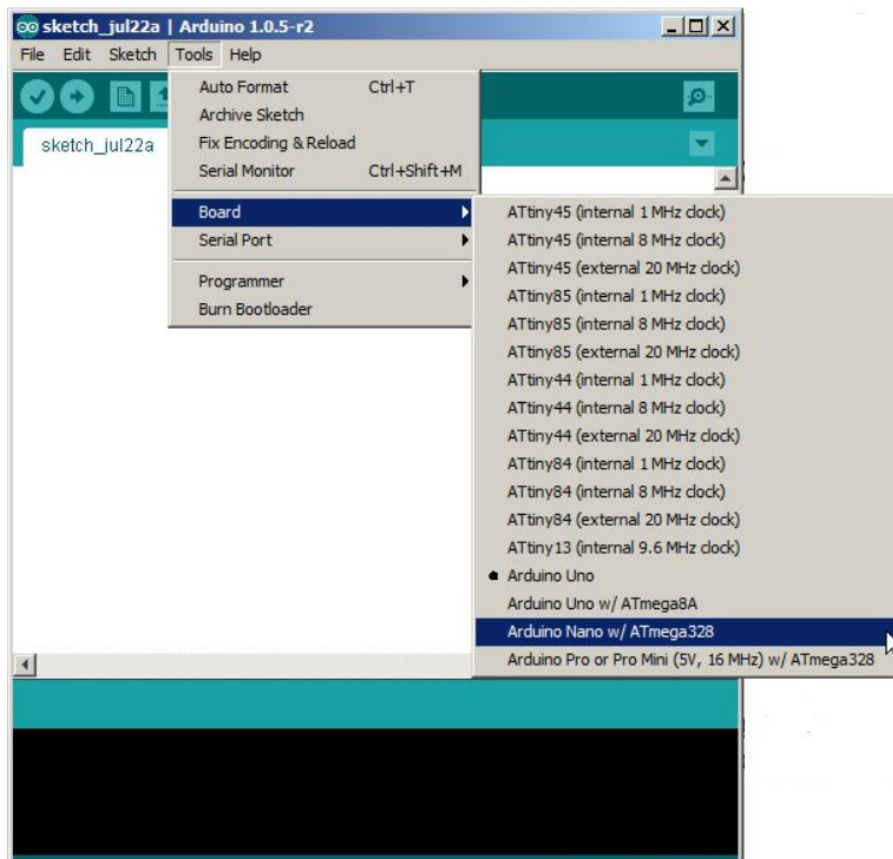 sketch_jul22a | Arduino 1.0.5-r2
File Edit Sketch Tools Help
Auto Format Ctrl+T
Archive Sketch
Fix Encoding & Reload
sketch_jul22a
Serial Monitor Ctrl+Shift+M
Board
Serial Port
Programmer
Burn Bootloader
ATtiny45 (internal 1 MHz clock)
ATtiny45 (internal 8 MHz clock)
ATtiny45 (external 20 MHz clock)
ATtiny85 (internal 1 MHz clock)
ATtiny85 (internal 8 MHz clock)
ATtiny85 (external 20 MHz clock)
ATtiny44 (internal 1 MHz clock)
ATtiny44 (internal 8 MHz clock)
ATtiny44 (external 20 MHz clock)
ATtiny84 (internal 1 MHz clock)
ATtiny84 (internal 8 MHz clock)
ATtiny84 (external 20 MHz clock)
ATtiny13 (internal 9.6 MHz clock)
Arduino Uno
Arduino Uno w/ ATmega8A
Arduino Nano w/ ATmega328
Arduino Pro or Pro Mini (5V, 16 MHz) w/ ATmega328